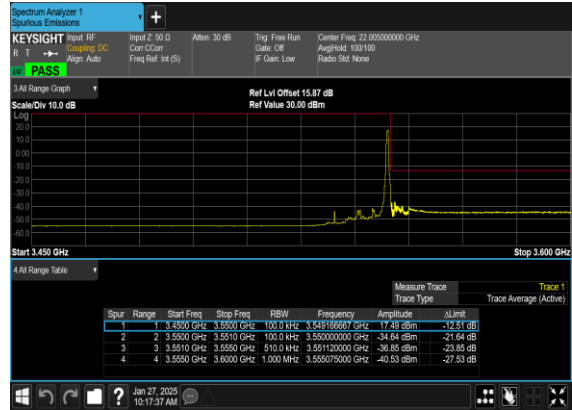 Spectrum Analyzer 1
Spurious Emissions
KEYSIGHT Input: RF Input Z: 50 Ω Atten: 30 dB Trig: Free Run Center Freq: 22.005000000 GHz
R T Coupling: DC Corr CCorr Gate: Off Avg|Hold: 100/100
Align: Auto Freq Ref: Int (S) IF Gain: Low Radio Std: None
PASS
3 All Range Graph
Ref Lvl Offset 15.87 dB
Scale/Div 10.0 dB Ref Value 30.00 dBm
Log
20.0
10.0
0.00
-10.0
-20.0
-30.0
-40.0
-50.0
-60.0
Start 3.450 GHz Stop 3.600 GHz
4 All Range Table
Measure Trace Trace 1
Trace Type Trace Average (Active)
Spur Range Start Freq Stop Freq RBW Frequency Amplitude ΔLimit
1 1 3.4500 GHz 3.5500 GHz 100.0 kHz 3.549166667 GHz 17.49 dBm -12.51 dB
2 2 3.5500 GHz 3.5510 GHz 100.0 kHz 3.550000000 GHz -34.64 dBm -21.64 dB
3 3 3.5510 GHz 3.5550 GHz 510.0 kHz 3.551120000 GHz -36.85 dBm -23.85 dB
4 4 3.5550 GHz 3.6000 GHz 1.000 MHz 3.555075000 GHz -40.53 dBm -27.53 dB
Jan 27, 2025
10:17:37 AM